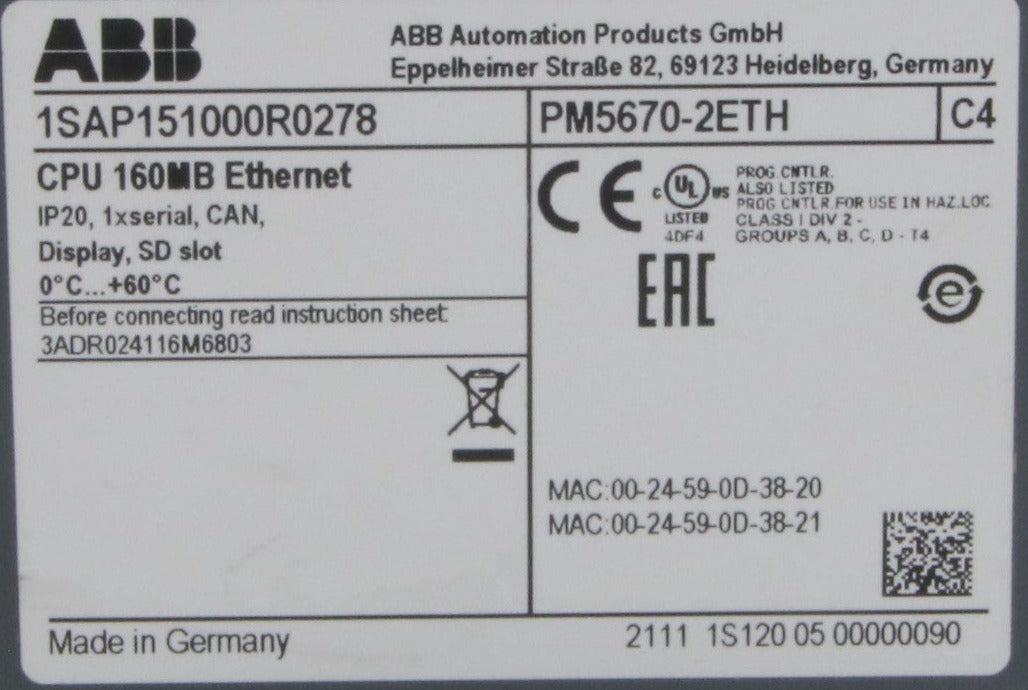 ABB
ABB Automation Products GmbH
Eppelheimer Straße 82, 69123 Heidelberg, Germany
1SAP151000R0278
PM5670-2ETH
C4
CPU 160MB Ethernet
IP20, 1xserial, CAN,
Display, SD slot
0°C...+60°C
Before connecting read instruction sheet:
3ADR024116M6803
CE
c UL us
LISTED
4DF4
PROG.CNTLR.
ALSO LISTED
PROG CNTLR.FOR USE IN HAZ.LOC
CLASS I DIV 2 -
GROUPS A, B, C, D - T4
EAC
e
MAC:00-24-59-0D-38-20
MAC:00-24-59-0D-38-21
Made in Germany
2111 1S120 05 00000090